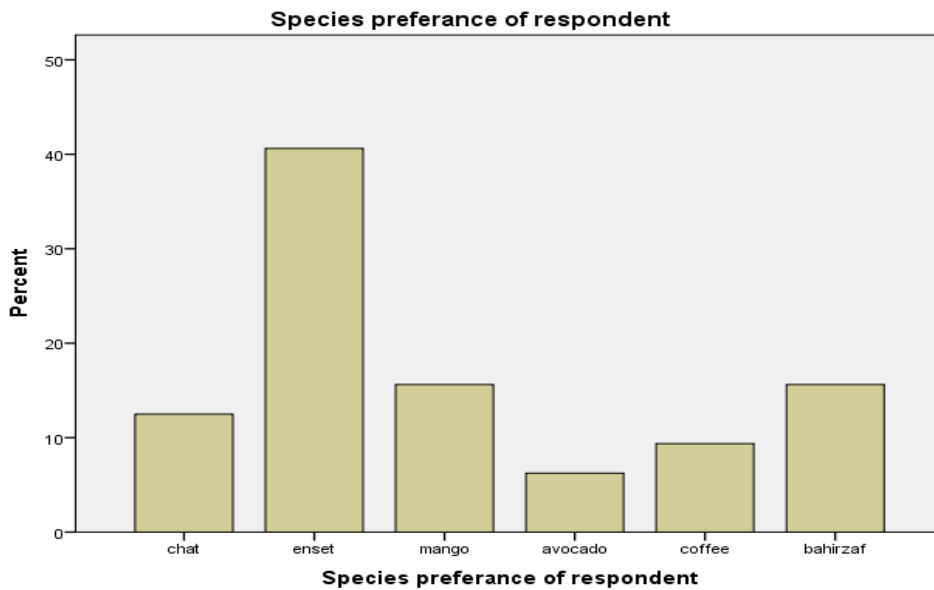 Species preferance of respondent
Percent
50
40
30
20
10
0
chat enset mango avocado coffee bahirzaf
Species preferance of respondent